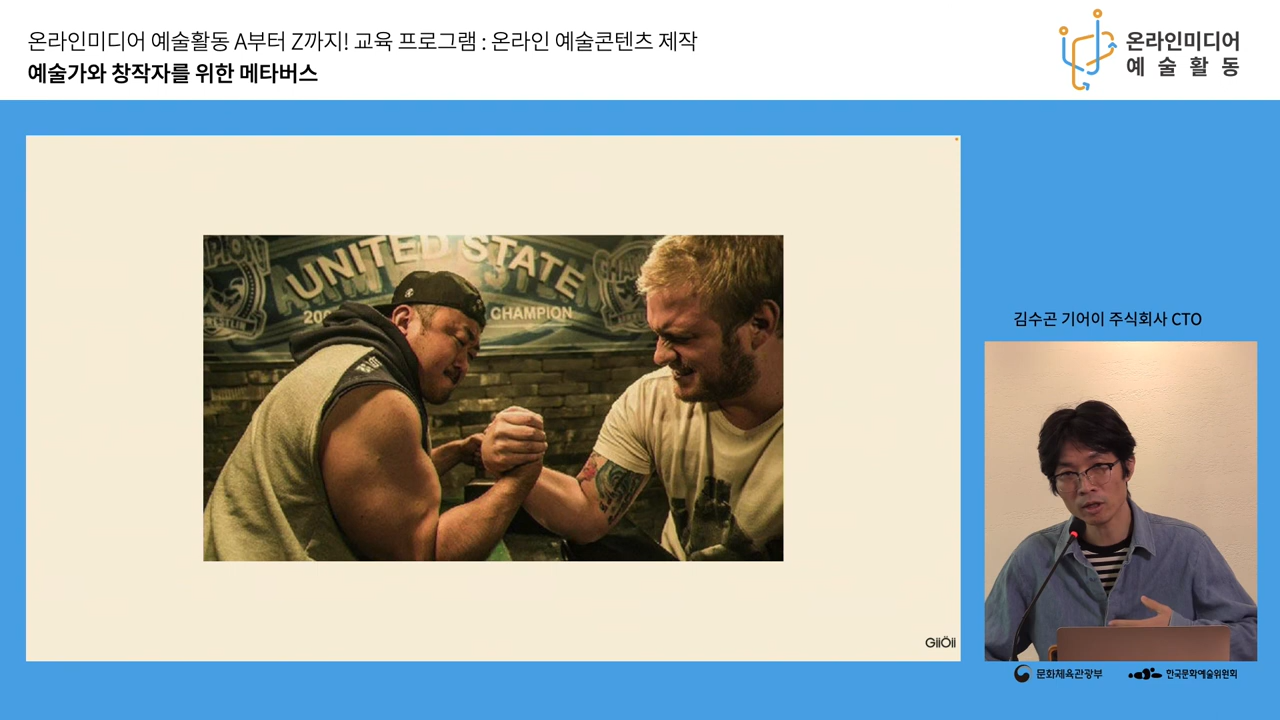 온라인미디어 예술활동 A부터 Z까지! 교육 프로그램 : 온라인 예술콘텐츠 제작
예술가와 창작자를 위한 메타버스
온라인미디어
예술활동
UNITED STATE
CHAMPION
김수곤 기어이 주식회사 CTO
GiiÖii
문화체육관광부
한국문화예술위원회